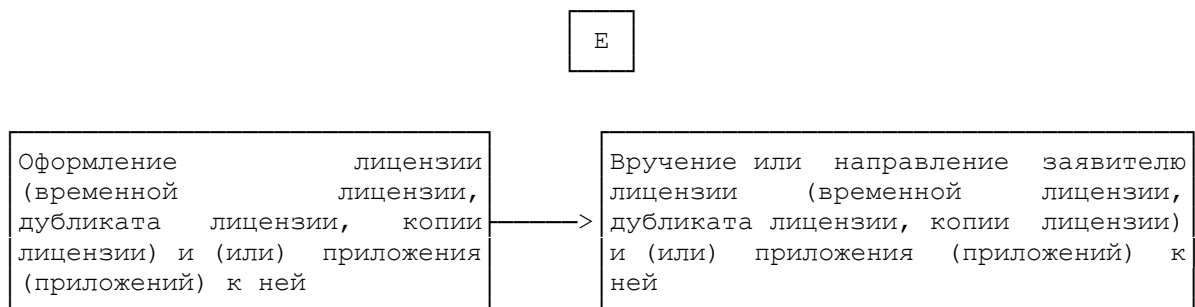 Е
Оформление лицензии
(временной лицензии,
дубликата лицензии, копии
лицензии) и (или) приложения
(приложений) к ней
Вручение или направление заявителю
лицензии (временной лицензии,
дубликата лицензии, копии лицензии)
и (или) приложения (приложений) к
ней